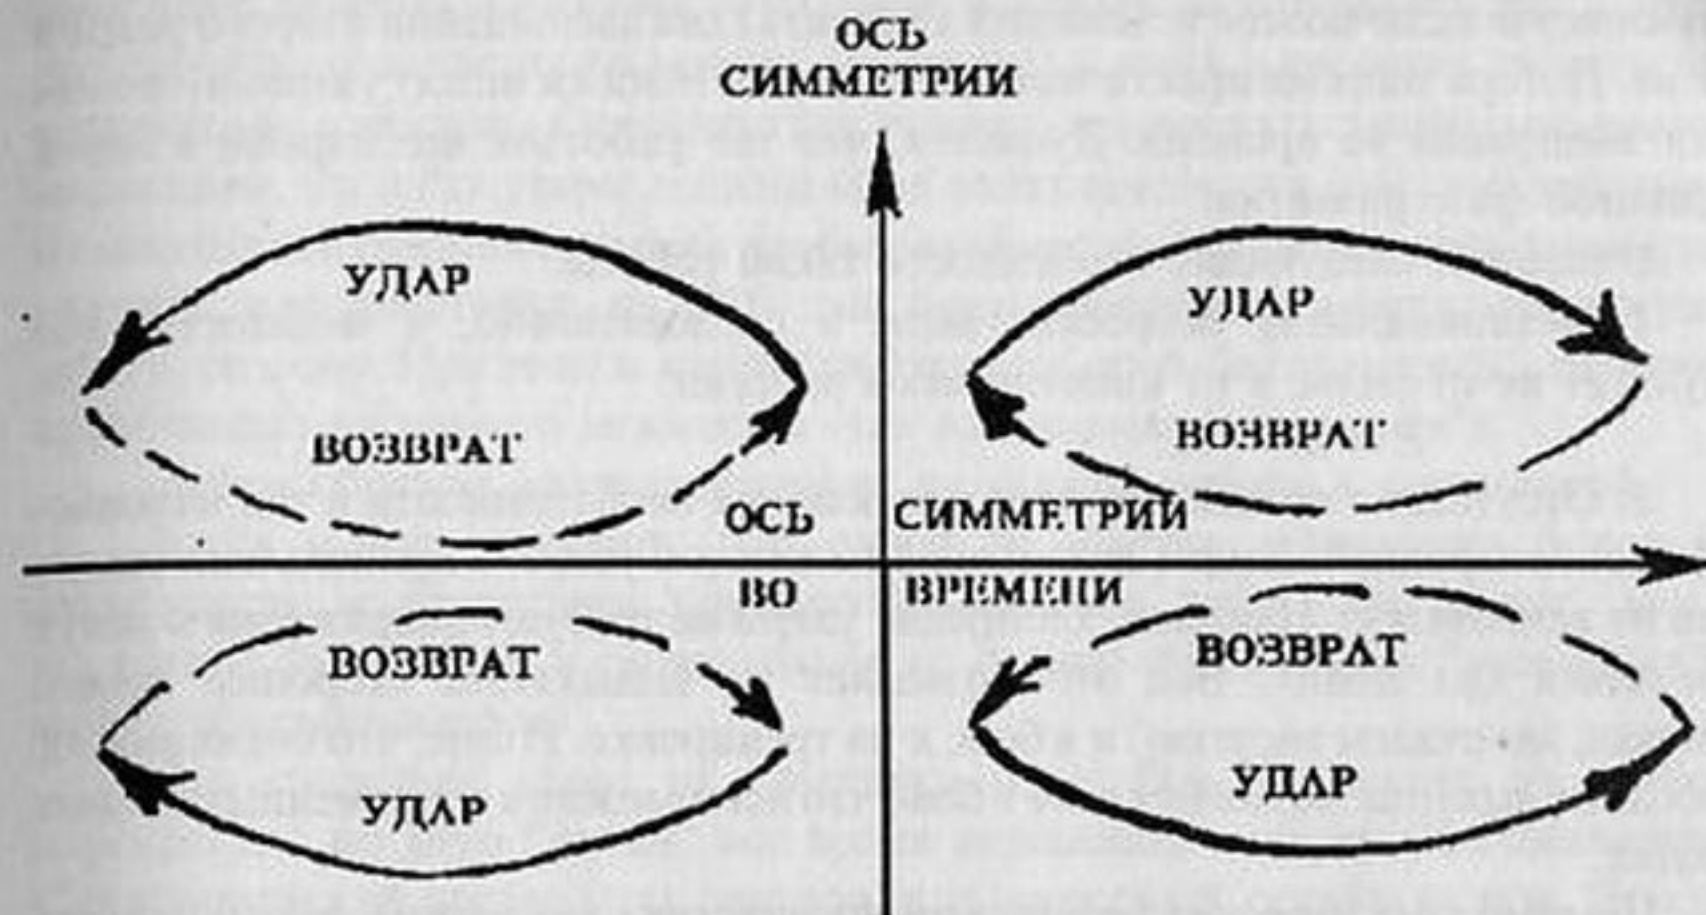 ОСЬ
СИММЕТРИИ
УДАР
УДАР
ВОЗВРАТ
ВОЗВРАТ
ОСЬ СИММЕТРИИ
ВО ВРЕМЕНИ
ВОЗВРАТ
ВОЗВРАТ
УДАР
УДАР